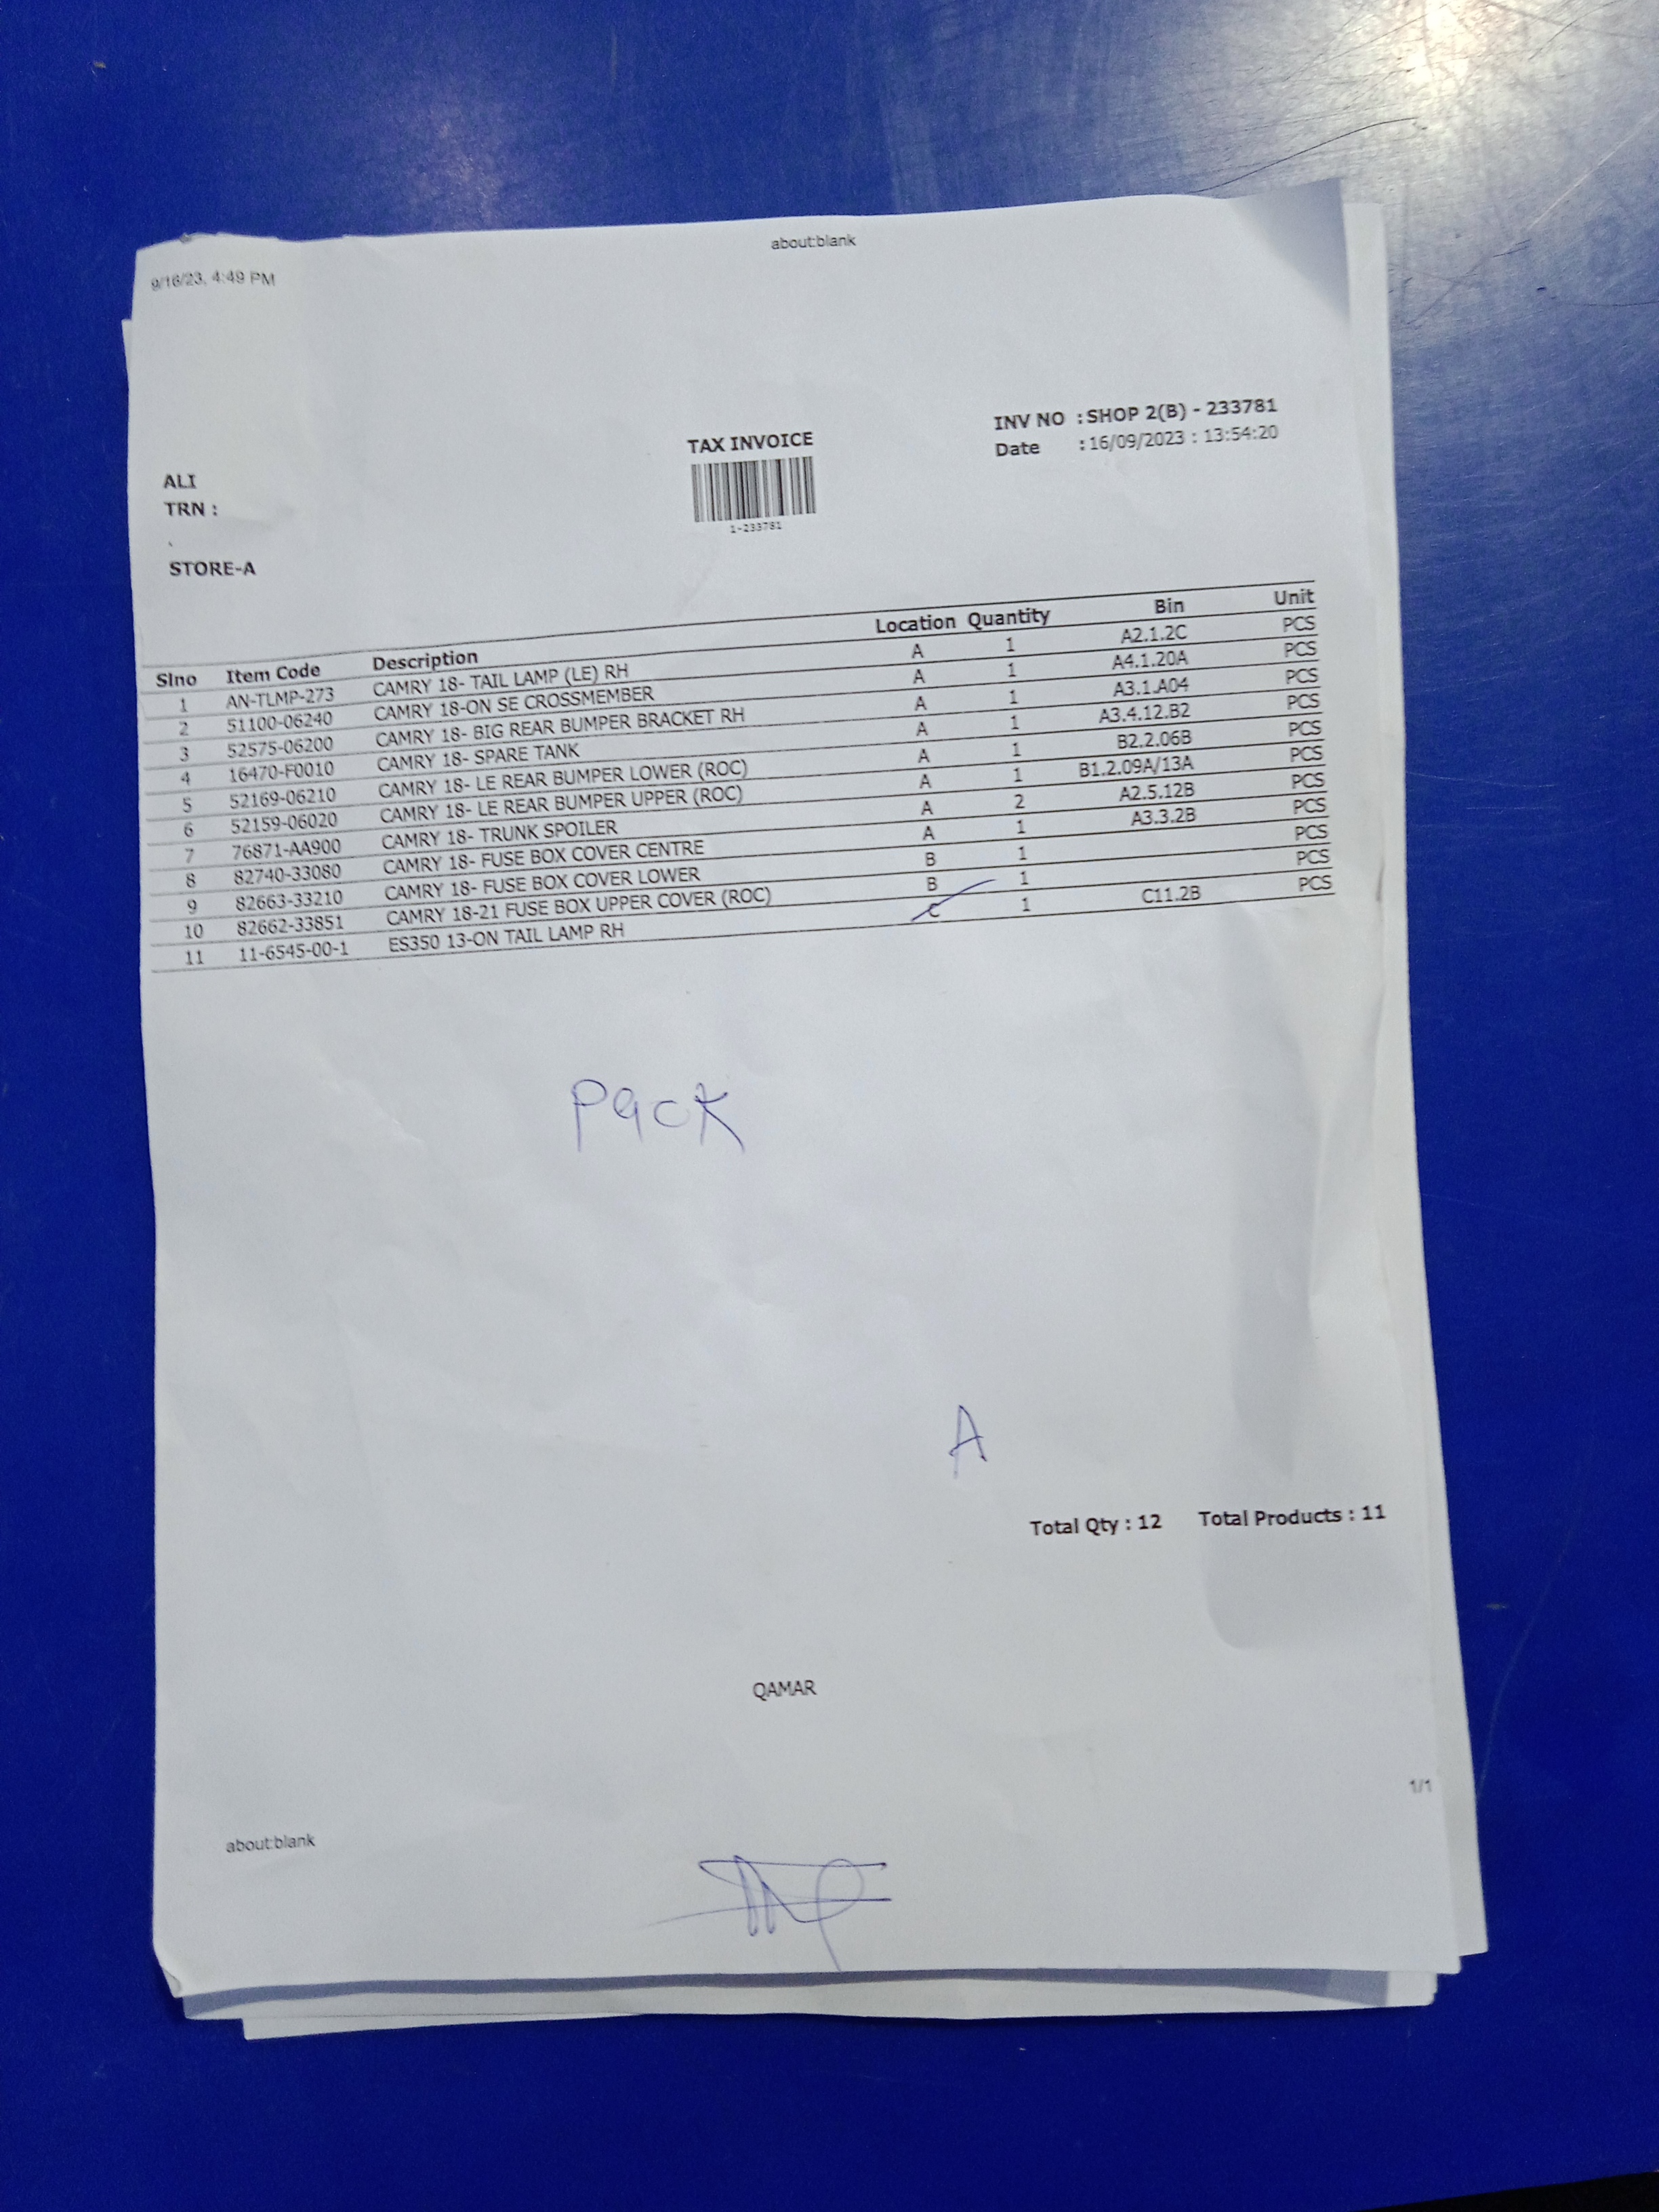 9/16/23, 4:49 PM about:blank
INV NO : SHOP 2(B) - 233781
Date : 16/09/2023 : 13:54:20
TAX INVOICE
1-233781
ALI
TRN :
.
STORE-A
Slno Item Code Description Location Quantity Bin Unit
1 AN-TLMP-273 CAMRY 18- TAIL LAMP (LE) RH A 1 A2.1.2C PCS
2 51100-06240 CAMRY 18-ON SE CROSSMEMBER A 1 A4.1.20A PCS
3 52575-06200 CAMRY 18- BIG REAR BUMPER BRACKET RH A 1 A3.1.A04 PCS
4 16470-F0010 CAMRY 18- SPARE TANK A 1 A3.4.12.B2 PCS
5 52169-06210 CAMRY 18- LE REAR BUMPER LOWER (ROC) A 1 B2.2.06B PCS
6 52159-06020 CAMRY 18- LE REAR BUMPER UPPER (ROC) A 1 B1.2.09A/13A PCS
7 76871-AA900 CAMRY 18- TRUNK SPOILER A 2 A2.5.12B PCS
8 82740-33080 CAMRY 18- FUSE BOX COVER CENTRE A 1 A3.3.2B PCS
9 82663-33210 CAMRY 18- FUSE BOX COVER LOWER B 1 PCS
10 82662-33851 CAMRY 18-21 FUSE BOX UPPER COVER (ROC) B 1 PCS
11 11-6545-00-1 ES350 13-ON TAIL LAMP RH C 1 C11.2B PCS
Pack
A
Total Qty : 12 Total Products : 11
QAMAR
1/1
about:blank